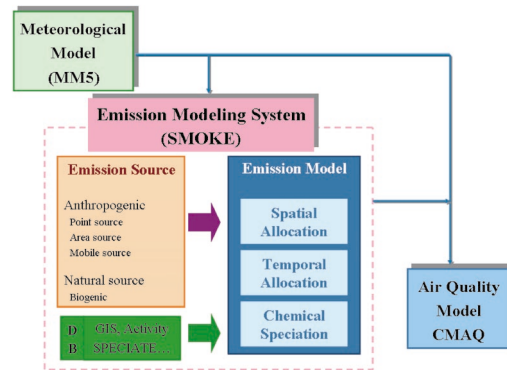 Meteorological
Model
(MM5)
Emission Modeling System
(SMOKE)
Emission Source
Anthropogenic
Point source
Area source
Mobile source
Natural source
Biogenic
D GIS, Activity
B SPECIATE…
Emission Model
Spatial
Allocation
Temporal
Allocation
Chemical
Speciation
Air Quality
Model
CMAQ